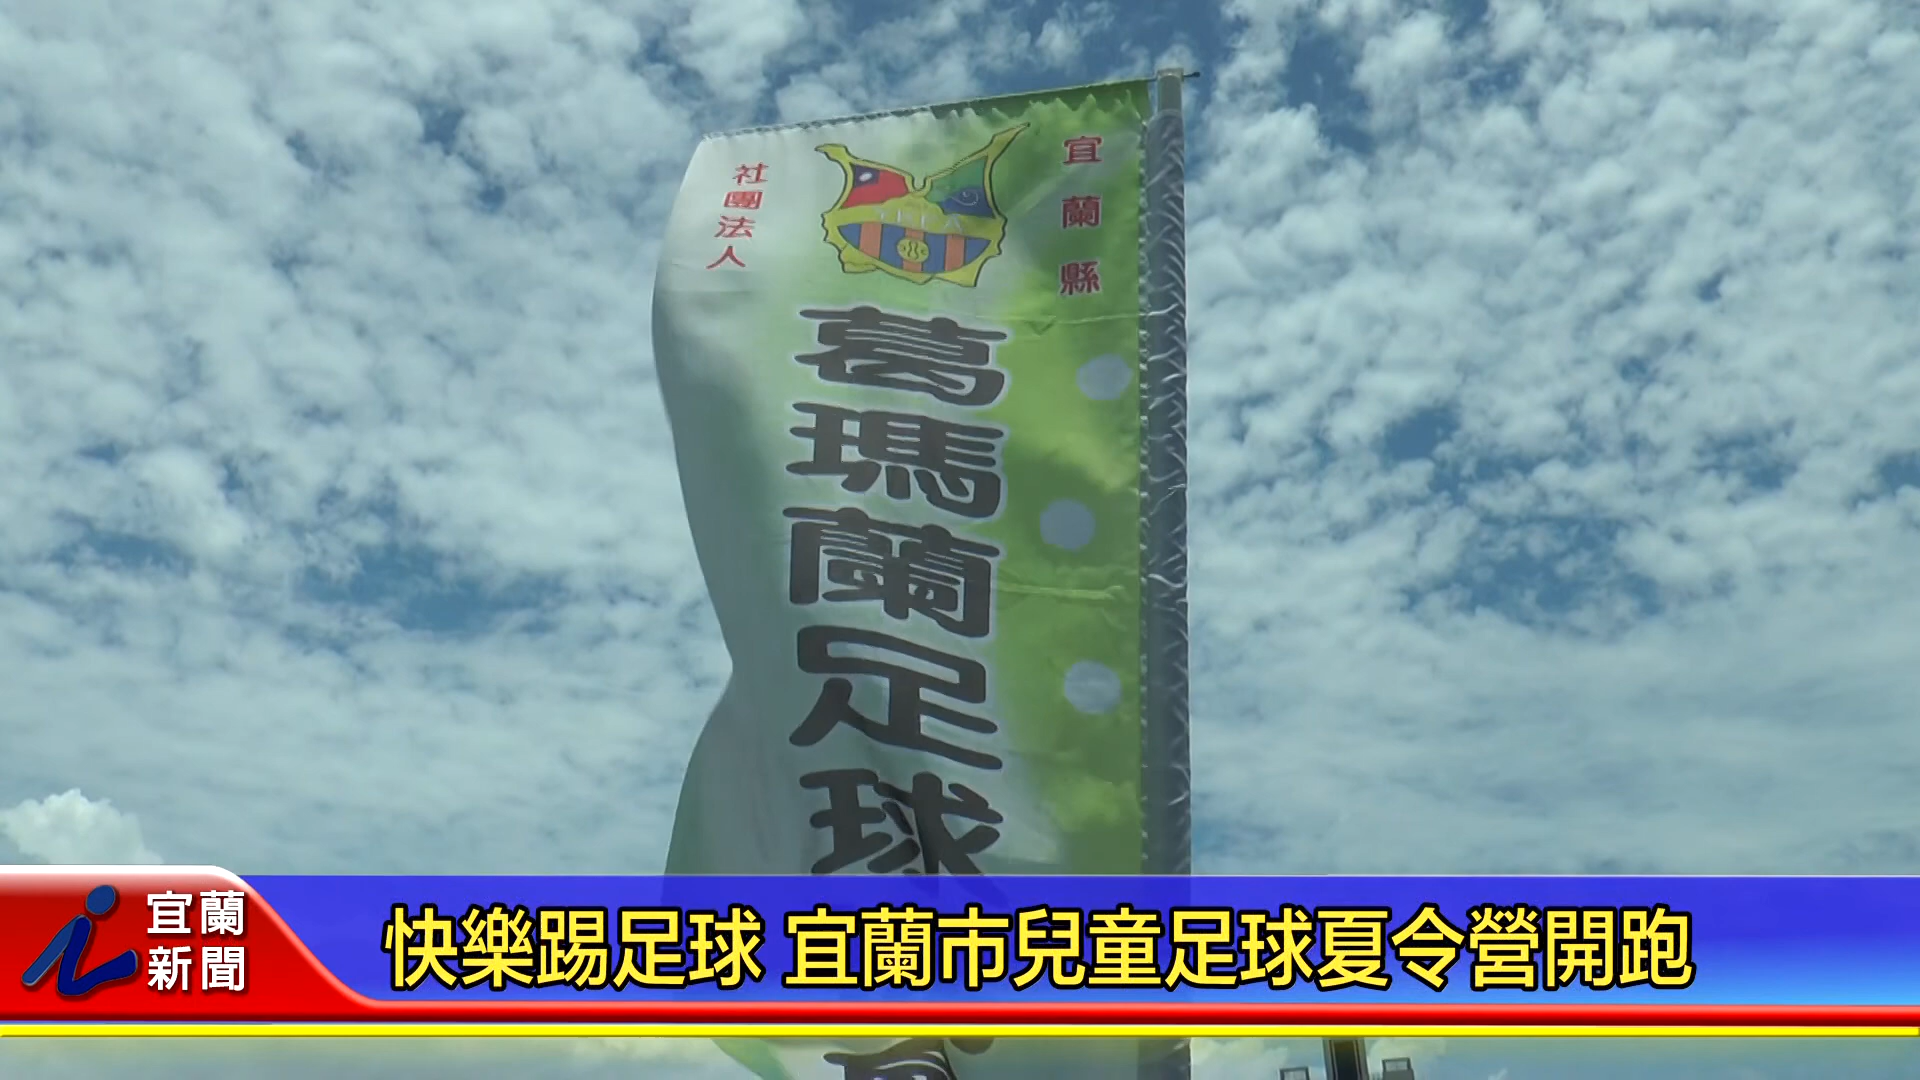 宜蘭縣
社團法人
葛瑪蘭足球
宜蘭
新聞
快樂踢足球 宜蘭市兒童足球夏令營開跑